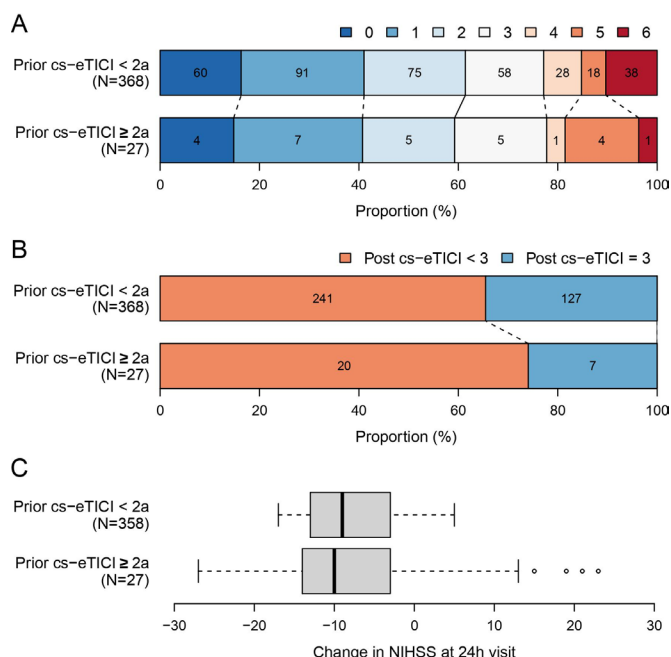 A
0 1 2 3 4 5 6
Prior cs−eTICI < 2a
(N=368)
60 91 75 58 28 18 38
Prior cs−eTICI ≥ 2a
(N=27)
4 7 5 5 1 4 1
0 20 40 60 80 100
Proportion (%)
B
Post cs−eTICI < 3 Post cs−eTICI = 3
Prior cs−eTICI < 2a
(N=368)
241 127
Prior cs−eTICI ≥ 2a
(N=27)
20 7
0 20 40 60 80 100
Proportion (%)
C
Prior cs−eTICI < 2a
(N=358)
Prior cs−eTICI ≥ 2a
(N=27)
−30 −20 −10 0 10 20 30
Change in NIHSS at 24h visit